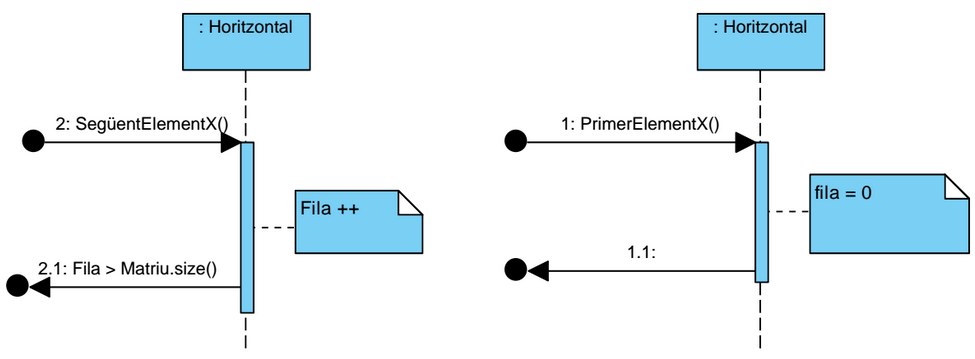 : Horitzontal
2: SegüentElementX()
Fila ++
2.1: Fila > Matriu.size()
: Horitzontal
1: PrimerElementX()
fila = 0
1.1: